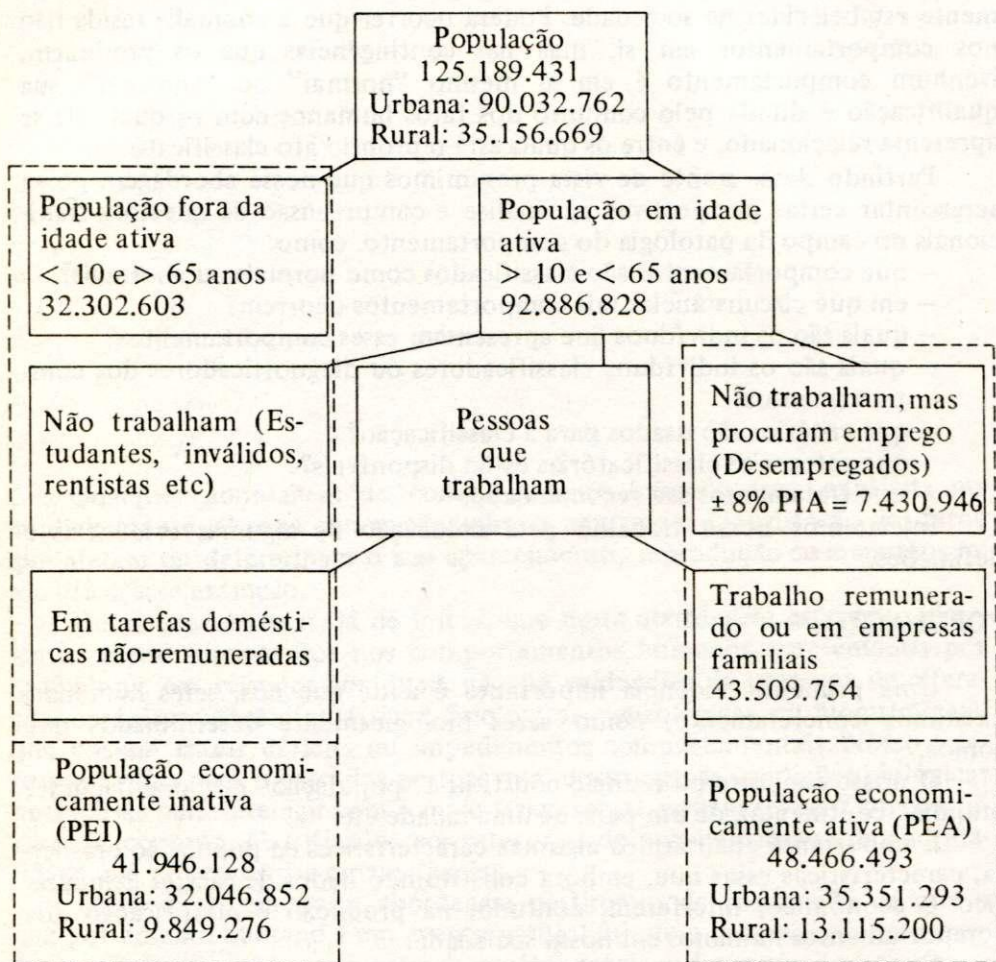 População
125.189.431
Urbana: 90.032.762
Rural: 35.156.669
População fora da
idade ativa
< 10 e > 65 anos
32.302.603
População em idade
ativa
> 10 e < 65 anos
92.886.828
Não trabalham (Es-
tudantes, inválidos,
rentistas etc)
Pessoas
que
trabalham
Não trabalham, mas
procuram emprego
(Desempregados)
± 8% PIA = 7.430.946
Em tarefas domésti-
cas não-remuneradas
Trabalho remunera-
do ou em empresas
familiais
43.509.754
População economi-
camente inativa
(PEI)
41.946.128
Urbana: 32.046.852
Rural: 9.849.276
População economi-
camente ativa (PEA)
48.466.493
Urbana: 35.351.293
Rural: 13.115.200